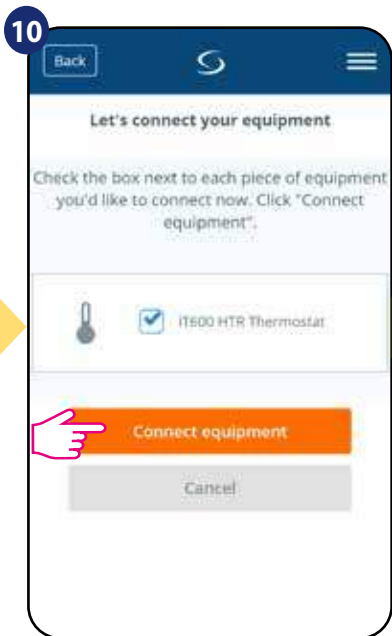 10
Back
Let's connect your equipment
Check the box next to each piece of equipment
you'd like to connect now. Click "Connect
equipment".
iT600 HTR Thermostat
Connect equipment
Cancel